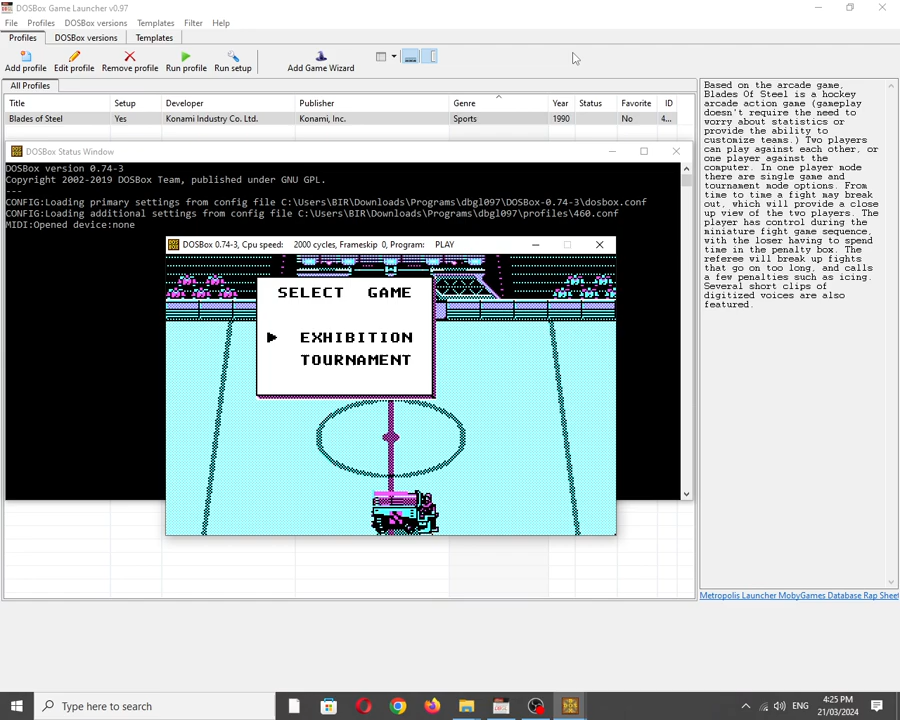 DOSBox Game Launcher v0.97
File Profiles DOSBox versions Templates Filter Help
Profiles DOSBox versions Templates
Add profile Edit profile Remove profile Run profile Run setup Add Game Wizard
All Profiles
Title Setup Developer Publisher Genre Year Status Favorite ID
Blades of Steel Yes Konami Industry Co. Ltd. Konami, Inc. Sports 1990 No 4...
DOSBox Status Window
DOSBox version 0.74-3
Copyright 2002-2019 DOSBox Team, published under GNU GPL.
---
CONFIG:Loading primary settings from config file C:\Users\BIR\Downloads\Programs\dbgl097\DOSBox-0.74-3\dosbox.conf
CONFIG:Loading additional settings from config file C:\Users\BIR\Downloads\Programs\dbgl097\profiles\460.conf
MIDI:Opened device:none
DOSBox 0.74-3, Cpu speed: 2000 cycles, Frameskip 0, Program: PLAY
SELECT GAME
EXHIBITION
TOURNAMENT
Based on the arcade game,
Blades Of Steel is a hockey
arcade action game (gameplay
doesn't require the need to
worry about statistics or
provide the ability to
customize teams.) Two players
can play against each other, or
one player against the
computer. In one player mode
there are single game and
tournament mode options. From
time to time a fight may break
out, which will provide a close
up view of the two players. The
player has control during the
miniature fight game sequence,
with the loser having to spend
time in the penalty box. The
referee will break up fights
that go on too long, and calls
a few penalties such as icing.
Several short clips of
digitized voices are also
featured.
Metropolis Launcher MobyGames Database Rap Sheet
Type here to search
4:25 PM
21/03/2024